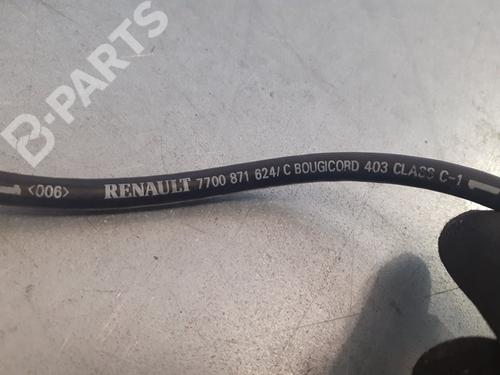 B-PARTS
<006> RENAULT 7700 871 624/ C BOUGICORD 403 CLASS C-1